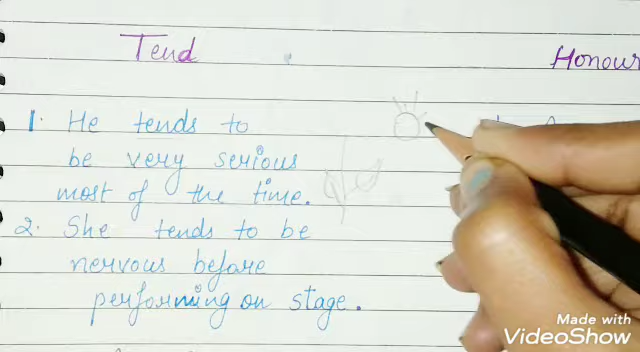 Tend
Honour
1. He tends to
be very serious
most of the time.
2. She tends to be
nervous before
performing on stage.
Made with
VideoShow